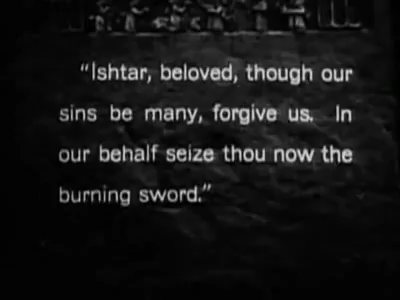 "Ishtar, beloved, though our
sins be many, forgive us. In
our behalf seize thou now the
burning sword."